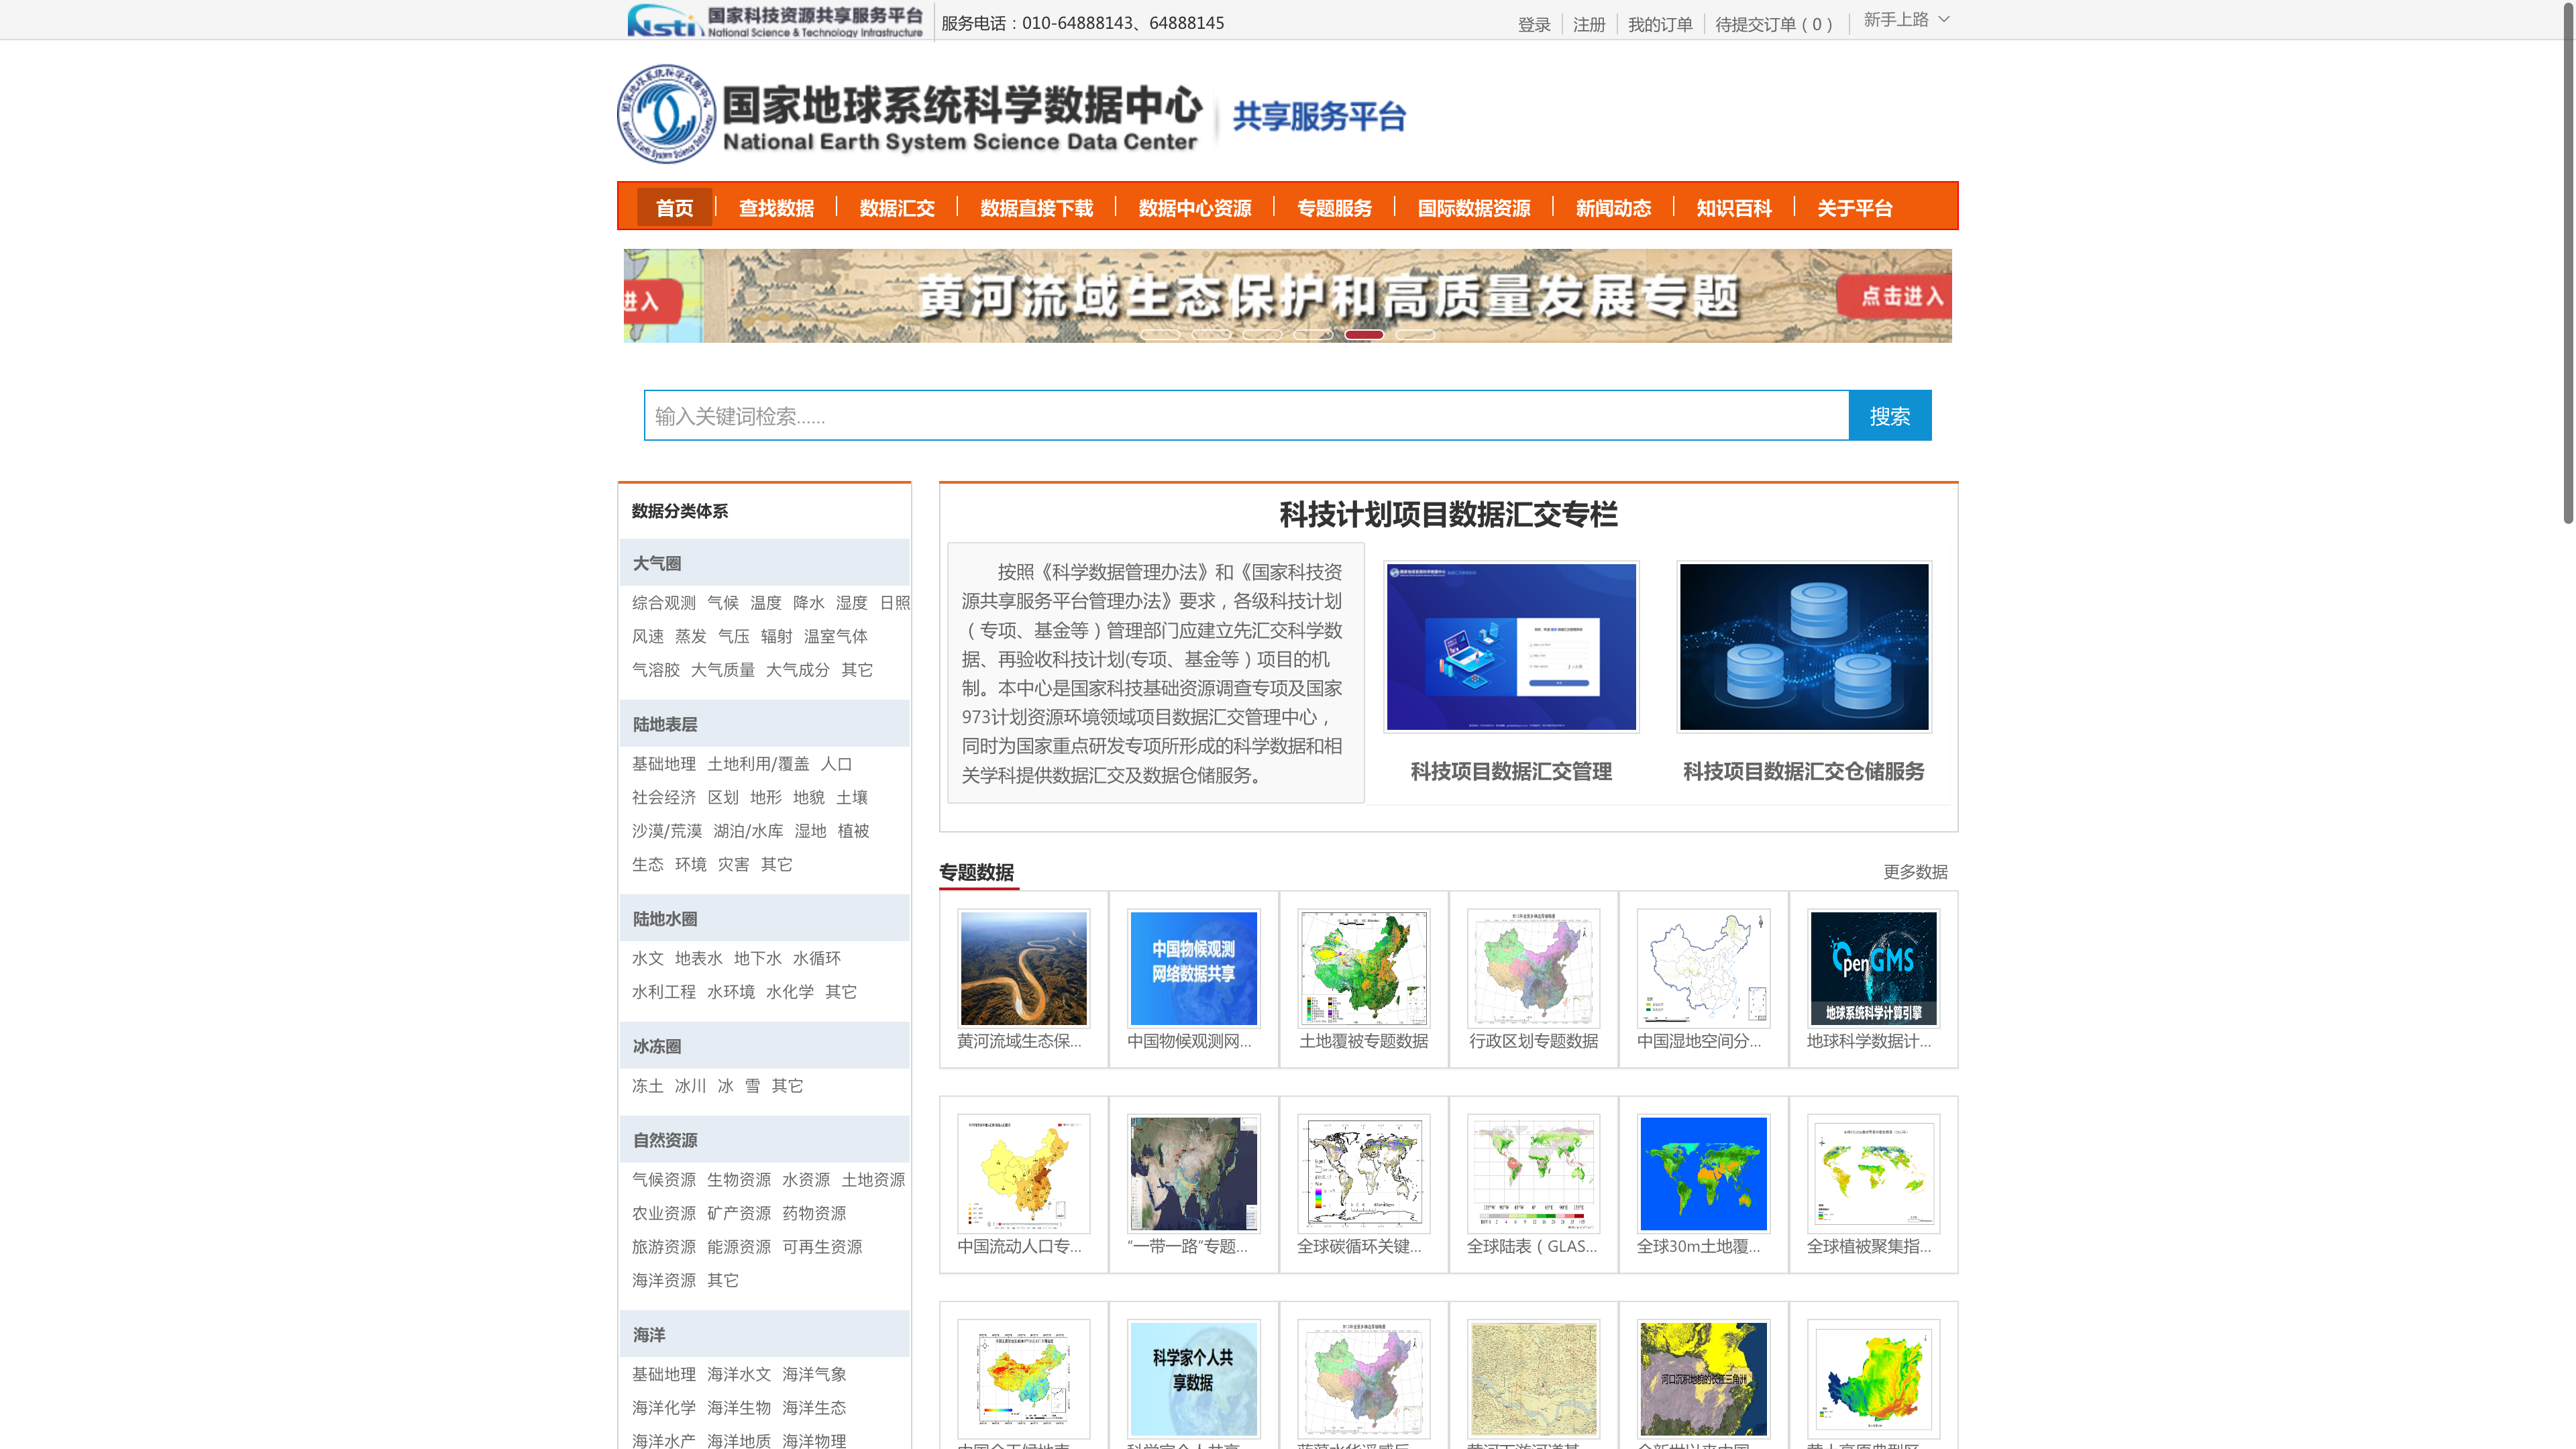 国家科技资源共享服务平台
National Science & Technology Infrastructure
服务电话：010-64888143、64888145
登录 注册 我的订单 待提交订单（0） 新手上路
国家地球系统科学数据中心
National Earth System Science Data Center
共享服务平台
首页 查找数据 数据汇交 数据直接下载 数据中心资源 专题服务 国际数据资源 新闻动态 知识百科 关于平台
进入 黄河流域生态保护和高质量发展专题 点击进入
输入关键词检索...... 搜索
数据分类体系
大气圈
综合观测 气候 温度 降水 湿度 日照
风速 蒸发 气压 辐射 温室气体
气溶胶 大气质量 大气成分 其它
陆地表层
基础地理 土地利用/覆盖 人口
社会经济 区划 地形 地貌 土壤
沙漠/荒漠 湖泊/水库 湿地 植被
生态 环境 灾害 其它
陆地水圈
水文 地表水 地下水 水循环
水利工程 水环境 水化学 其它
冰冻圈
冻土 冰川 冰 雪 其它
自然资源
气候资源 生物资源 水资源 土地资源
农业资源 矿产资源 药物资源
旅游资源 能源资源 可再生资源
海洋资源 其它
海洋
基础地理 海洋水文 海洋气象
海洋化学 海洋生物 海洋生态
海洋水产 海洋地质 海洋物理
科技计划项目数据汇交专栏
按照《科学数据管理办法》和《国家科技资
源共享服务平台管理办法》要求，各级科技计划
（专项、基金等）管理部门应建立先汇交科学数
据、再验收科技计划(专项、基金等）项目的机
制。本中心是国家科技基础资源调查专项及国家
973计划资源环境领域项目数据汇交管理中心，
同时为国家重点研发专项所形成的科学数据和相
关学科提供数据汇交及数据仓储服务。
科技项目数据汇交管理 科技项目数据汇交仓储服务
专题数据 更多数据
中国物候观测
网络数据共享
OpenGMS
地球系统科学计算引擎
黄河流域生态保... 中国物候观测网... 土地覆被专题数据 行政区划专题数据 中国湿地空间分... 地球科学数据计...
中国流动人口专... “一带一路”专题... 全球碳循环关键... 全球陆表（GLAS... 全球30m土地覆... 全球植被聚集指...
科学家个人共
享数据
河口沉积地貌的长江三角洲